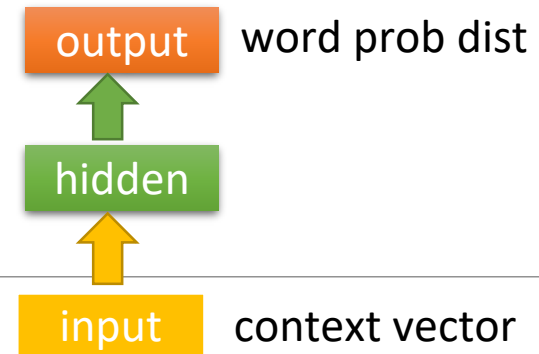 output word prob dist
hidden
input context vector